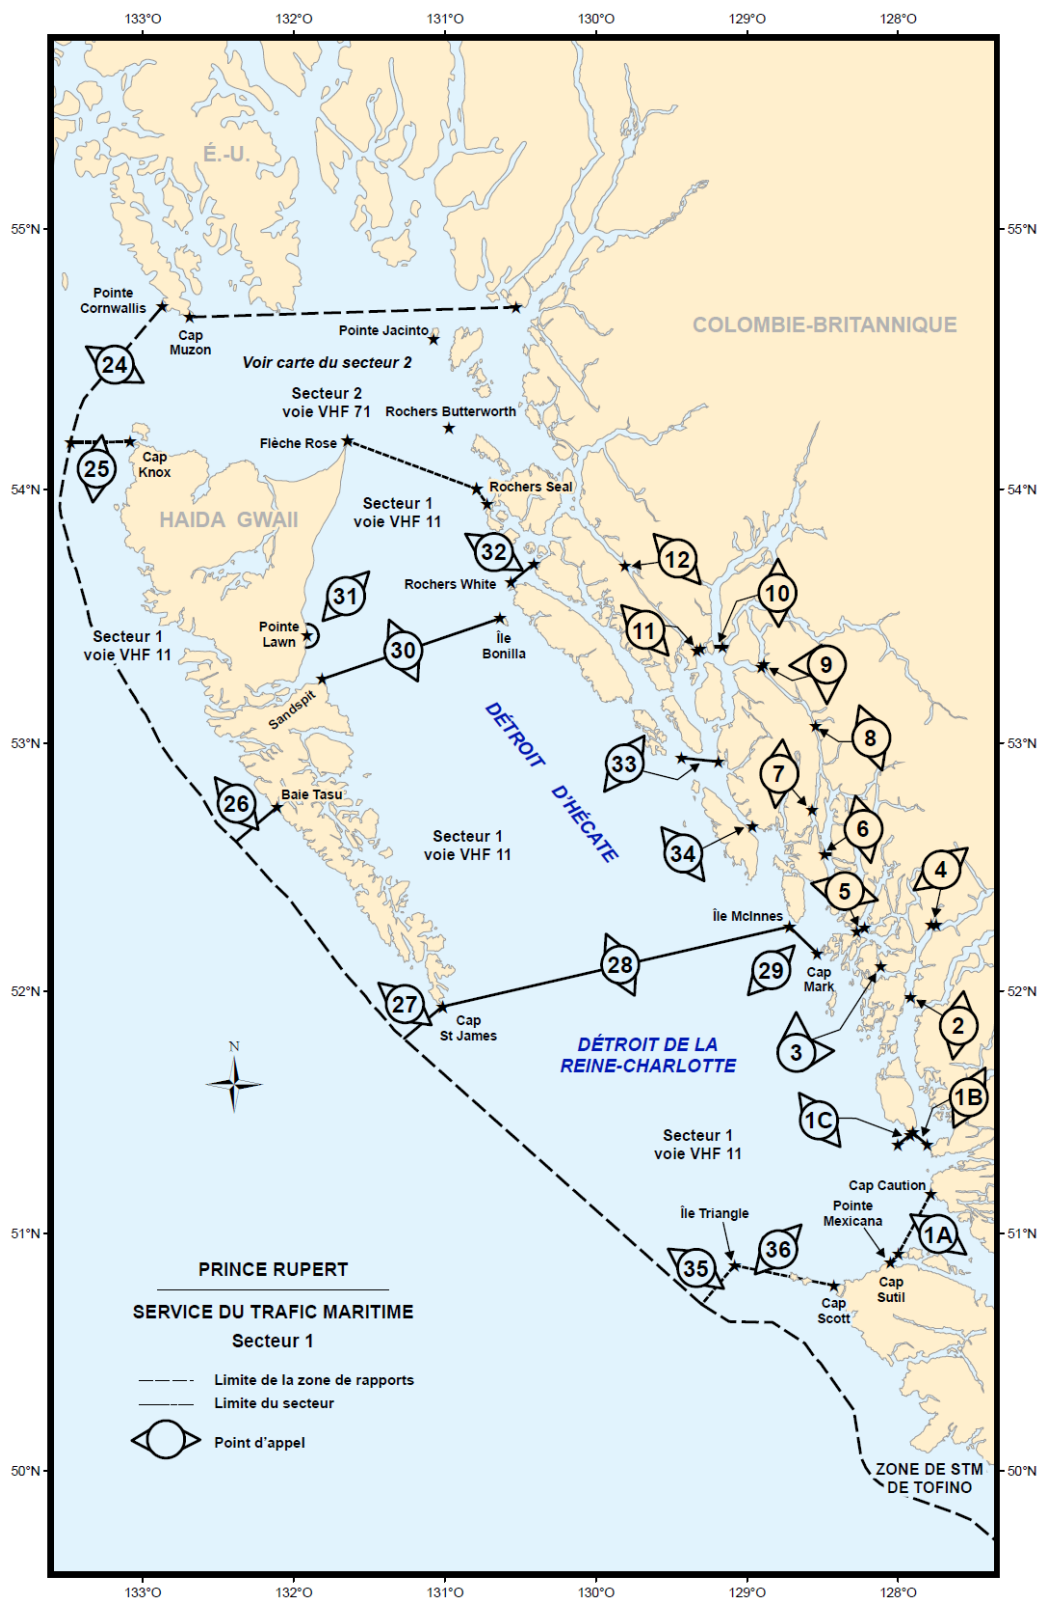 133°O 132°O 131°O 130°O 129°O 128°O
É.-U.
55°N 55°N
Pointe
Cornwallis
Cap
Muzon
Pointe Jacinto
COLOMBIE-BRITANNIQUE
24
Voir carte du secteur 2
Secteur 2
voie VHF 71
Rochers Butterworth
Flèche Rose
25
Cap
Knox
54°N 54°N
Rochers Seal
HAIDA GWAII
Secteur 1
voie VHF 11
32
12
Rochers White
10
31
11
Pointe
Lawn
Secteur 1
voie VHF 11
30
Île
Bonilla
9
Sandspit
53°N 53°N
DÉTROIT D'HÉCATE
8
33
7
26
Baie Tasu
6
Secteur 1
voie VHF 11
34
4
5
Île McInnes
28
29
Cap
Mark
52°N 52°N
27
Cap
St James
2
DÉTROIT DE LA
REINE-CHARLOTTE
3
N
1B
1C
Secteur 1
voie VHF 11
Cap Caution
Pointe
Mexicana
Île Triangle
51°N 51°N
1A
36
35
PRINCE RUPERT
Cap
Sutil
Cap
Scott
SERVICE DU TRAFIC MARITIME
Secteur 1
Limite de la zone de rapports
Limite du secteur
Point d'appel
50°N 50°N
ZONE DE STM
DE TOFINO
133°O 132°O 131°O 130°O 129°O 128°O